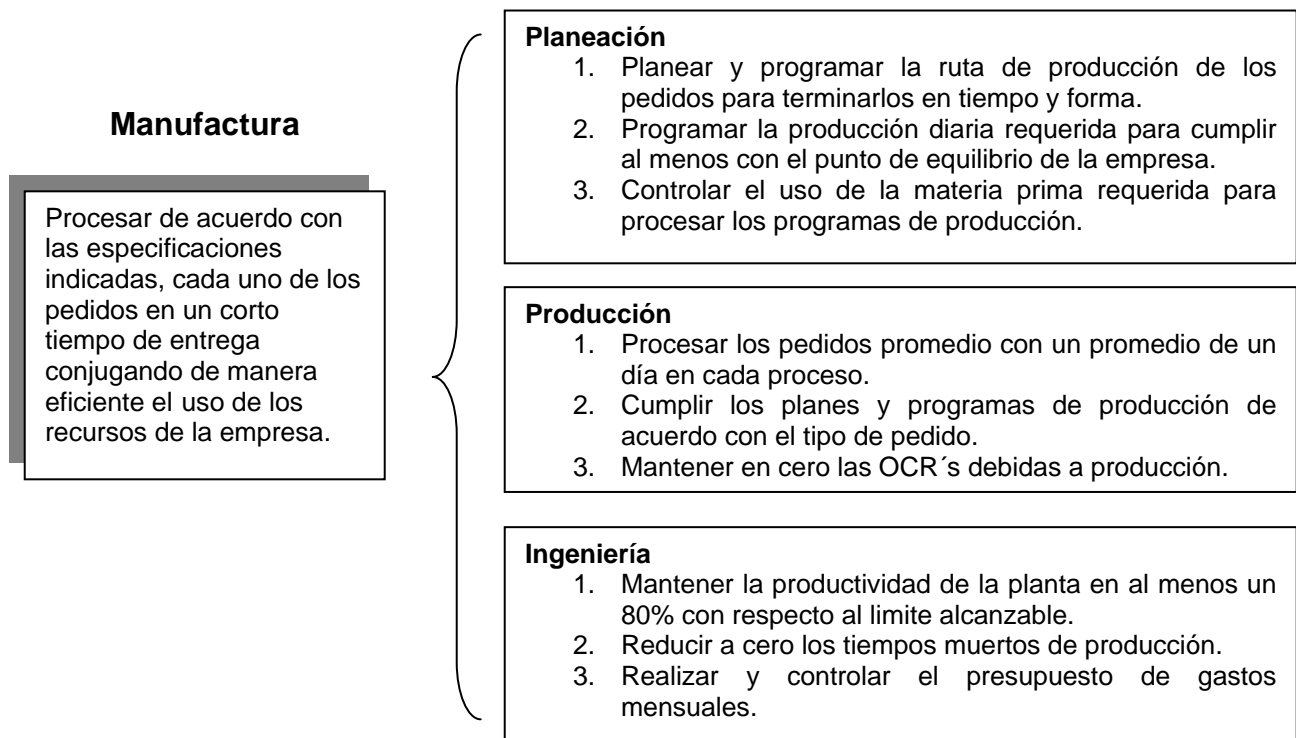 Manufactura
Procesar de acuerdo con
las especificaciones
indicadas, cada uno de los
pedidos en un corto
tiempo de entrega
conjugando de manera
eficiente el uso de los
recursos de la empresa.
Planeación
1. Planear y programar la ruta de producción de los
pedidos para terminarlos en tiempo y forma.
2. Programar la producción diaria requerida para cumplir
al menos con el punto de equilibrio de la empresa.
3. Controlar el uso de la materia prima requerida para
procesar los programas de producción.
Producción
1. Procesar los pedidos promedio con un promedio de un
día en cada proceso.
2. Cumplir los planes y programas de producción de
acuerdo con el tipo de pedido.
3. Mantener en cero las OCR´s debidas a producción.
Ingeniería
1. Mantener la productividad de la planta en al menos un
80% con respecto al limite alcanzable.
2. Reducir a cero los tiempos muertos de producción.
3. Realizar y controlar el presupuesto de gastos
mensuales.